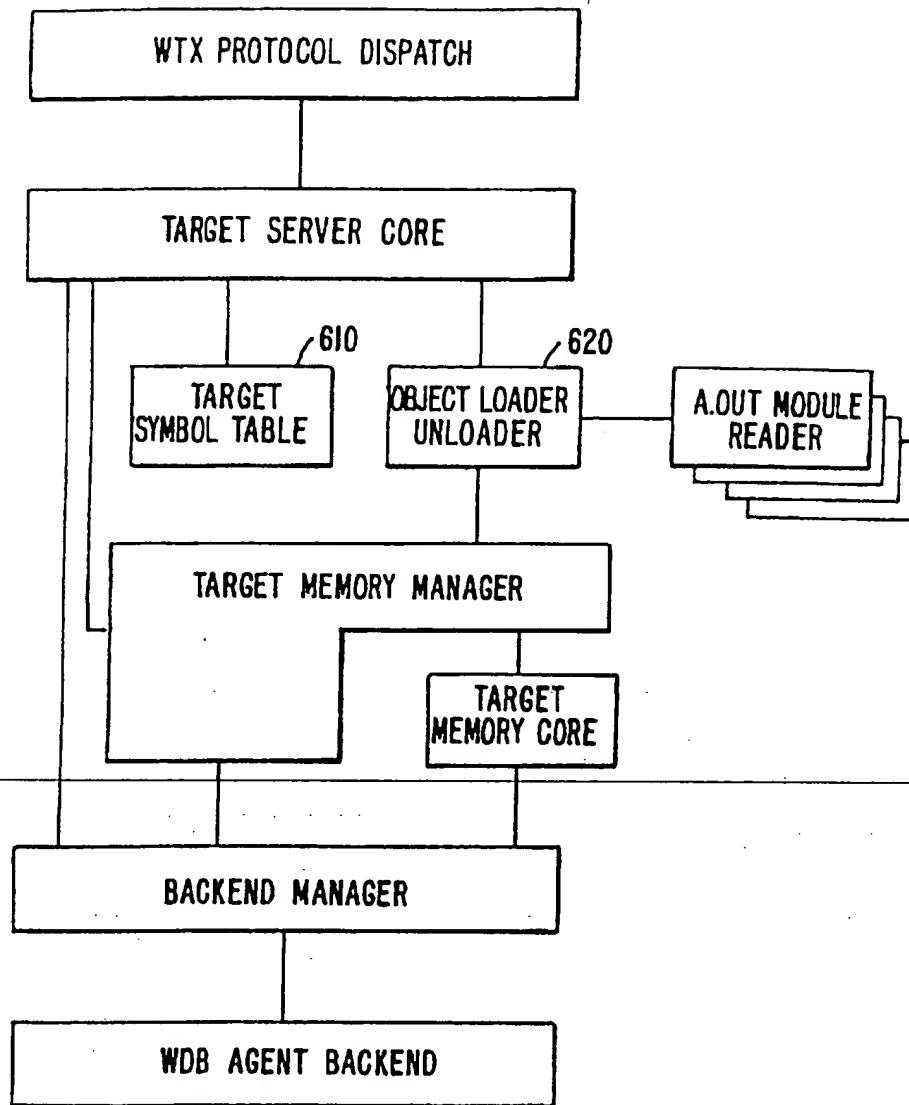 WTX PROTOCOL DISPATCH
TARGET SERVER CORE
610
620
TARGET
SYMBOL TABLE
OBJECT LOADER
UNLOADER
A.OUT MODULE
READER
TARGET MEMORY MANAGER
TARGET
MEMORY CORE
BACKEND MANAGER
WDB AGENT BACKEND